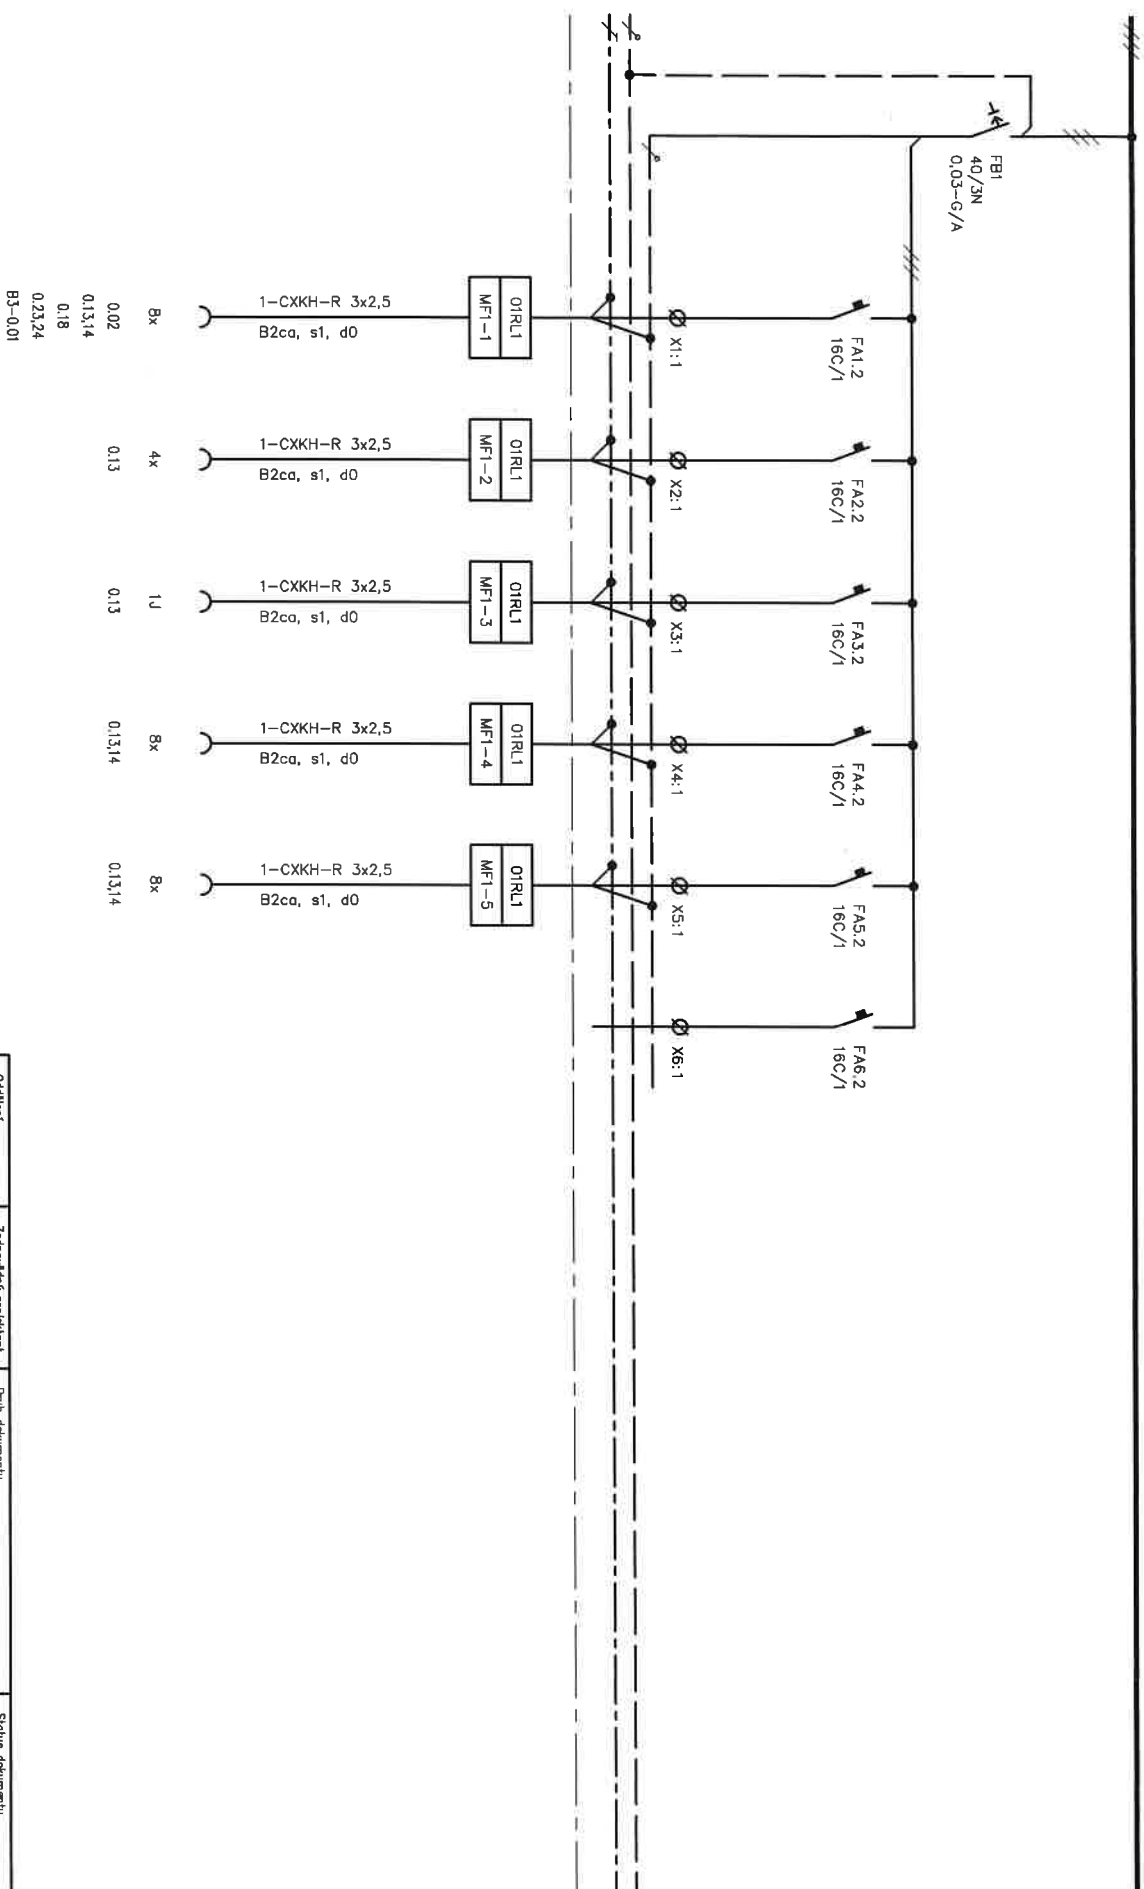 FB1
40/3N
0,03-G/A
FA1.2
16C/1
X1:1
01RL1
MF1-1
1-CXKH-R 3x2,5
B2ca, s1, d0
8x
0.02
0.13,14
0.18
0.23,24
B3-0.01
FA2.2
16C/1
X2:1
01RL1
MF1-2
1-CXKH-R 3x2,5
B2ca, s1, d0
4x
0.13
FA3.2
16C/1
X3:1
01RL1
MF1-3
1-CXKH-R 3x2,5
B2ca, s1, d0
1J
0.13
FA4.2
16C/1
X4:1
01RL1
MF1-4
1-CXKH-R 3x2,5
B2ca, s1, d0
8x
0.13,14
FA5.2
16C/1
X5:1
01RL1
MF1-5
1-CXKH-R 3x2,5
B2ca, s1, d0
8x
0.13,14
FA6.2
16C/1
X6:1
Druh dokumentu
Status dokumentu